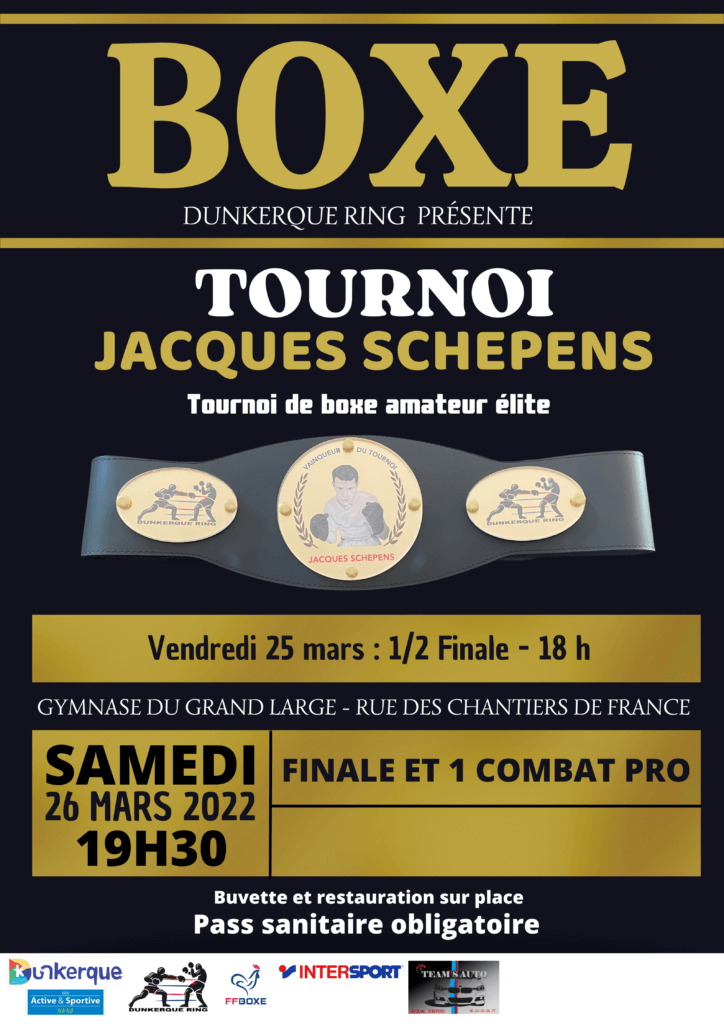 BOXE
DUNKERQUE RING PRÉSENTE
TOURNOI
JACQUES SCHEPENS
Tournoi de boxe amateur élite
VAINQUEUR DU TOURNOI
DUNKERQUE RING
JACQUES SCHEPENS
DUNKERQUE RING
Vendredi 25 mars : 1/2 Finale - 18 h
GYMNASE DU GRAND LARGE - RUE DES CHANTIERS DE FRANCE
SAMEDI
26 MARS 2022
19H30
FINALE ET 1 COMBAT PRO
Buvette et restauration sur place
Pass sanitaire obligatoire
Dunkerque
Active & Sportive
DUNKERQUE RING
FFBOXE
INTERSPORT
TEAM'S AUTO